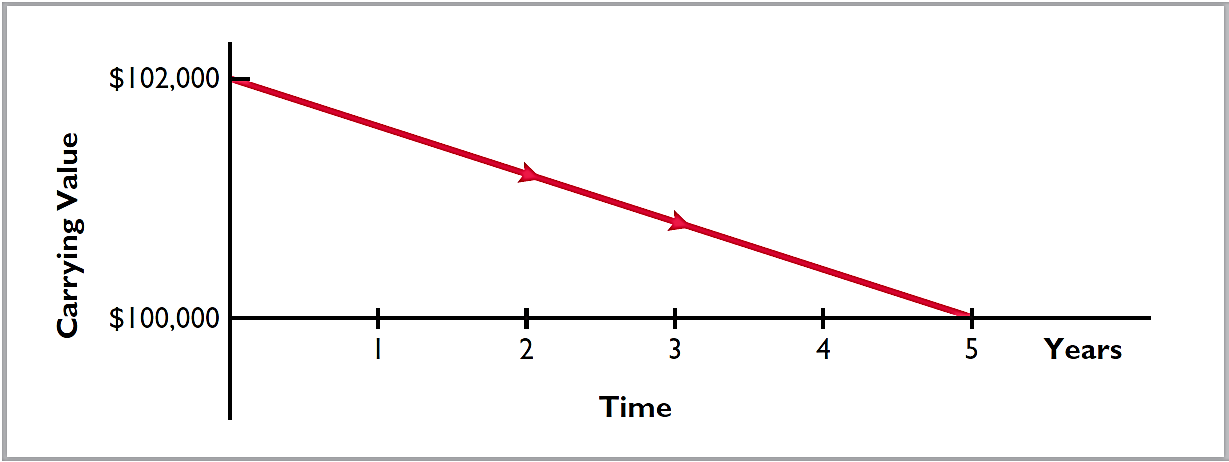 $102,000
Carrying Value
$100,000
1 2 3 4 5 Years
Time